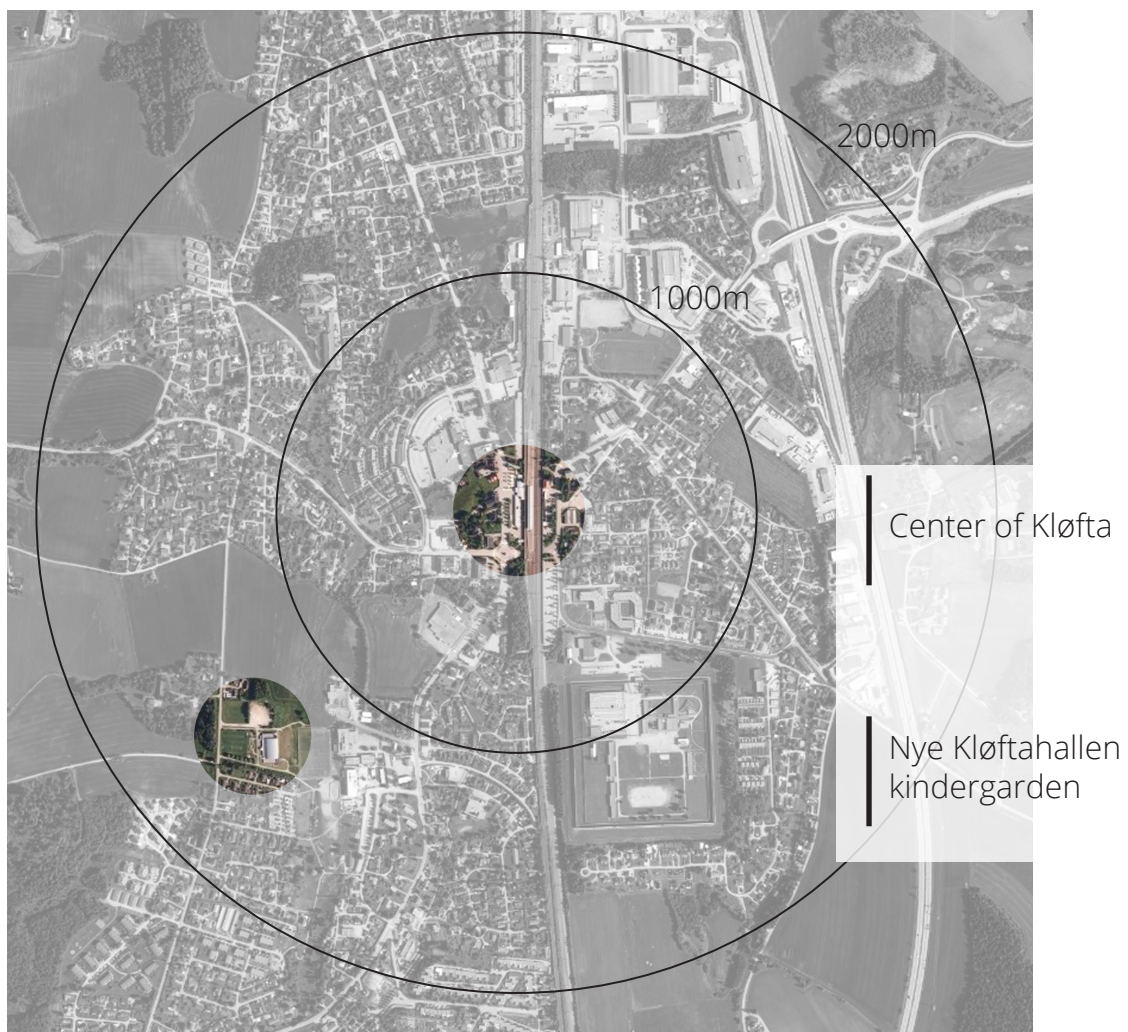 2000m
1000m
Center of Kløfta
Nye Kløftahallen
kindergarden